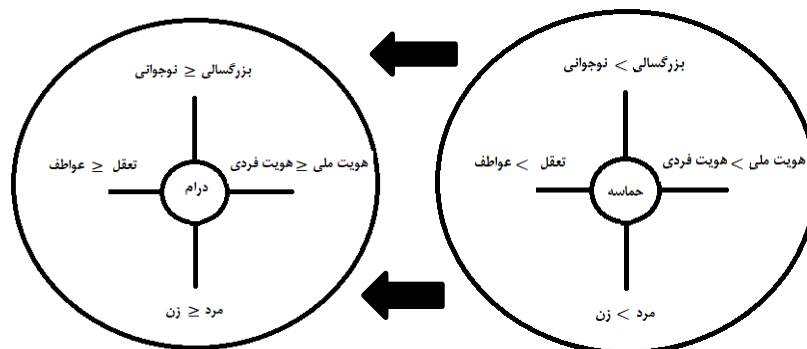 بزرگسالی > نوجوانی
هویت ملی > هویت فردی
تعقل > عواطف
حماسه
مرد > زن
بزرگسالی ≥ نوجوانی
هویت ملی ≥ هویت فردی
تعقل ≥ عواطف
درام
مرد ≥ زن